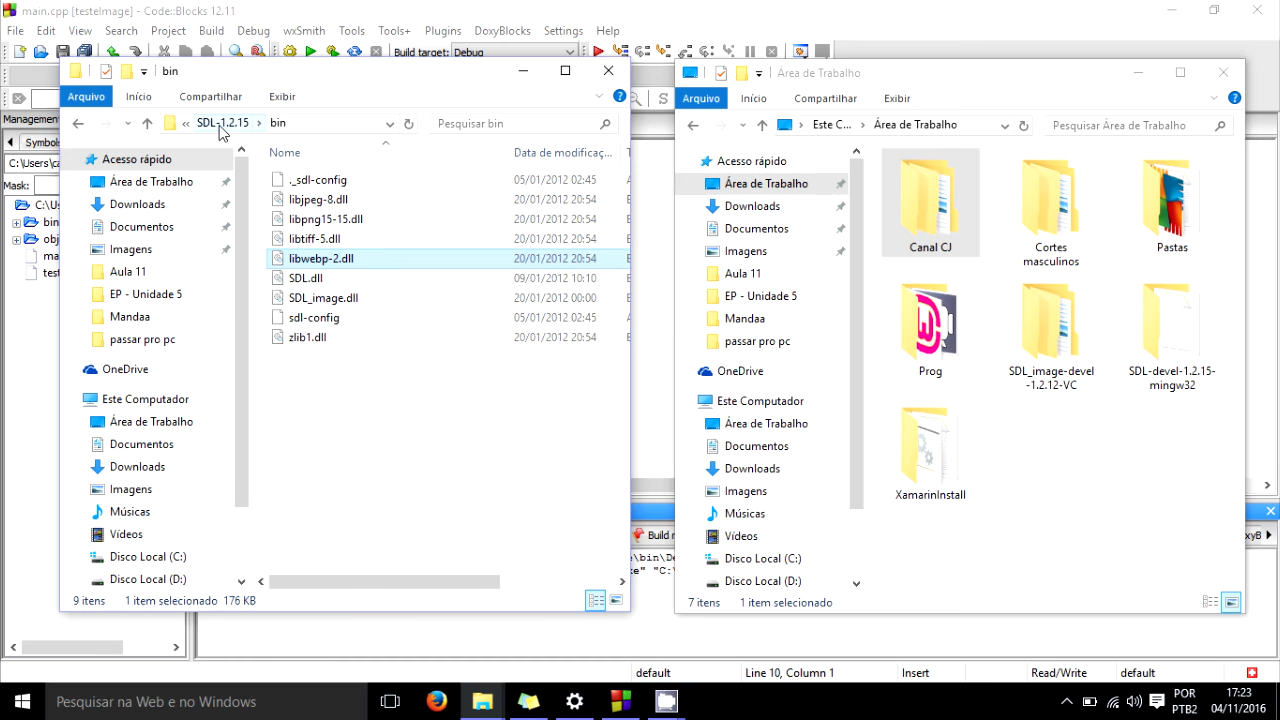 main.cpp [testeImage] - Code::Blocks 12.11
File Edit View Search Project Build Debug wxSmith Tools Tools+ Plugins DoxyBlocks Settings Help
Build target: Debug
Management
Symbols
Mask:
bin
Arquivo Início Compartilhar Exibir
« SDL-1.2.15 › bin
Pesquisar bin
Acesso rápido
Área de Trabalho
Downloads
Documentos
Imagens
Aula 11
EP - Unidade 5
Mandaa
passar pro pc
OneDrive
Este Computador
Área de Trabalho
Documentos
Downloads
Imagens
Músicas
Vídeos
Disco Local (C:)
Disco Local (D:)
Nome Data de modificaç...
._sdl-config 05/01/2012 02:45
libjpeg-8.dll 20/01/2012 20:54
libpng15-15.dll 20/01/2012 20:54
libtiff-5.dll 20/01/2012 20:54
libwebp-2.dll 20/01/2012 20:54
SDL.dll 09/01/2012 10:10
SDL_image.dll 20/01/2012 00:00
sdl-config 05/01/2012 02:45
zlib1.dll 20/01/2012 20:54
9 itens 1 item selecionado 176 KB
Área de Trabalho
Arquivo Início Compartilhar Exibir
Este C... › Área de Trabalho
Pesquisar Área de Trabalho
Acesso rápido
Área de Trabalho
Downloads
Documentos
Imagens
Aula 11
EP - Unidade 5
Mandaa
passar pro pc
OneDrive
Este Computador
Área de Trabalho
Documentos
Downloads
Imagens
Músicas
Vídeos
Disco Local (C:)
Disco Local (D:)
Canal CJ
Cortes masculinos
Pastas
Prog
SDL_image-devel-1.2.12-VC
SDL-devel-1.2.15-mingw32
XamarinInstall
7 itens 1 item selecionado
default Line 10, Column 1 Insert Read/Write default
Pesquisar na Web e no Windows
POR
PTB2
17:23
04/11/2016